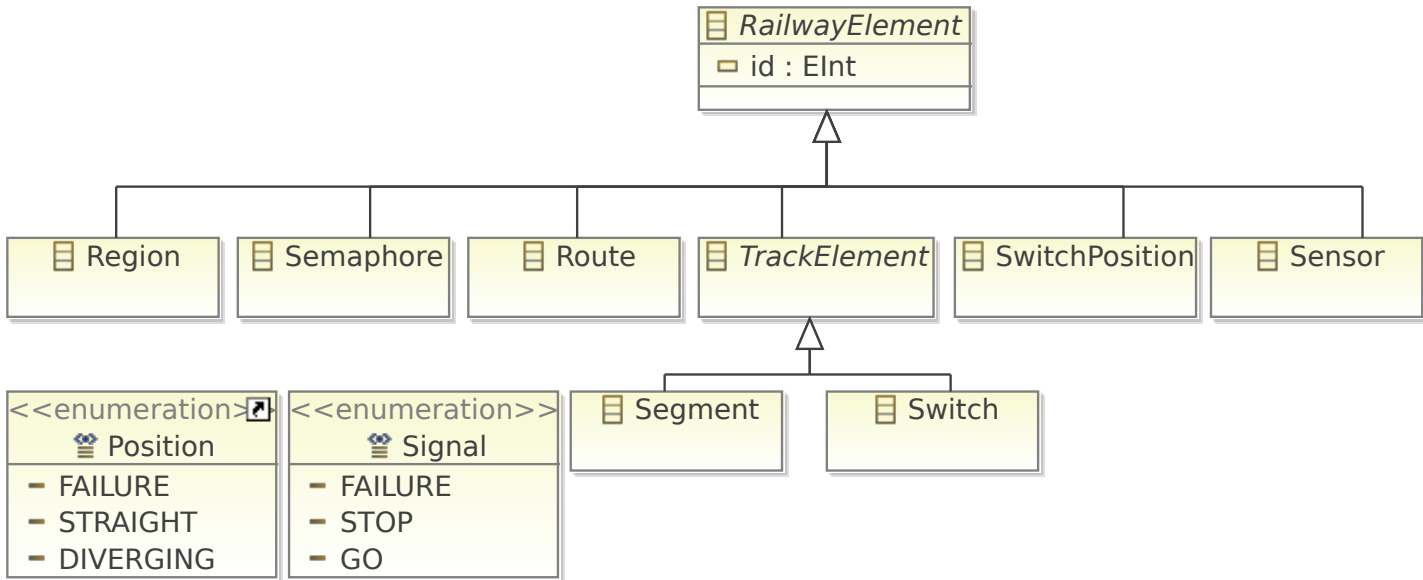 RailwayElement
id : EInt
Region
Semaphore
Route
TrackElement
SwitchPosition
Sensor
<<enumeration>>
Position
FAILURE
STRAIGHT
DIVERGING
<<enumeration>>
Signal
FAILURE
STOP
GO
Segment
Switch